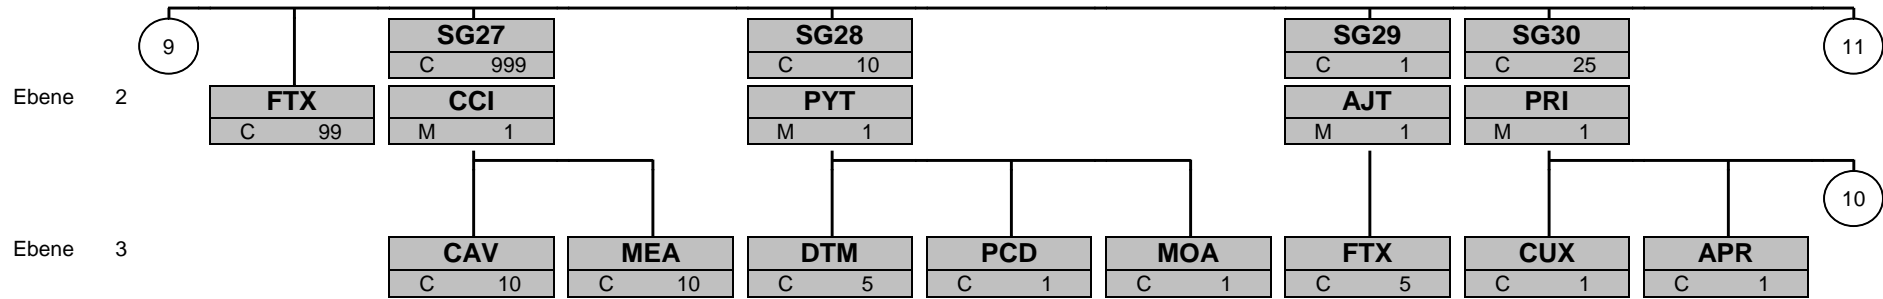 9
SG27
C 999
SG28
C 10
SG29
C 1
SG30
C 25
11
Ebene 2
FTX
C 99
CCI
M 1
PYT
M 1
AJT
M 1
PRI
M 1
10
Ebene 3
CAV
C 10
MEA
C 10
DTM
C 5
PCD
C 1
MOA
C 1
FTX
C 5
CUX
C 1
APR
C 1